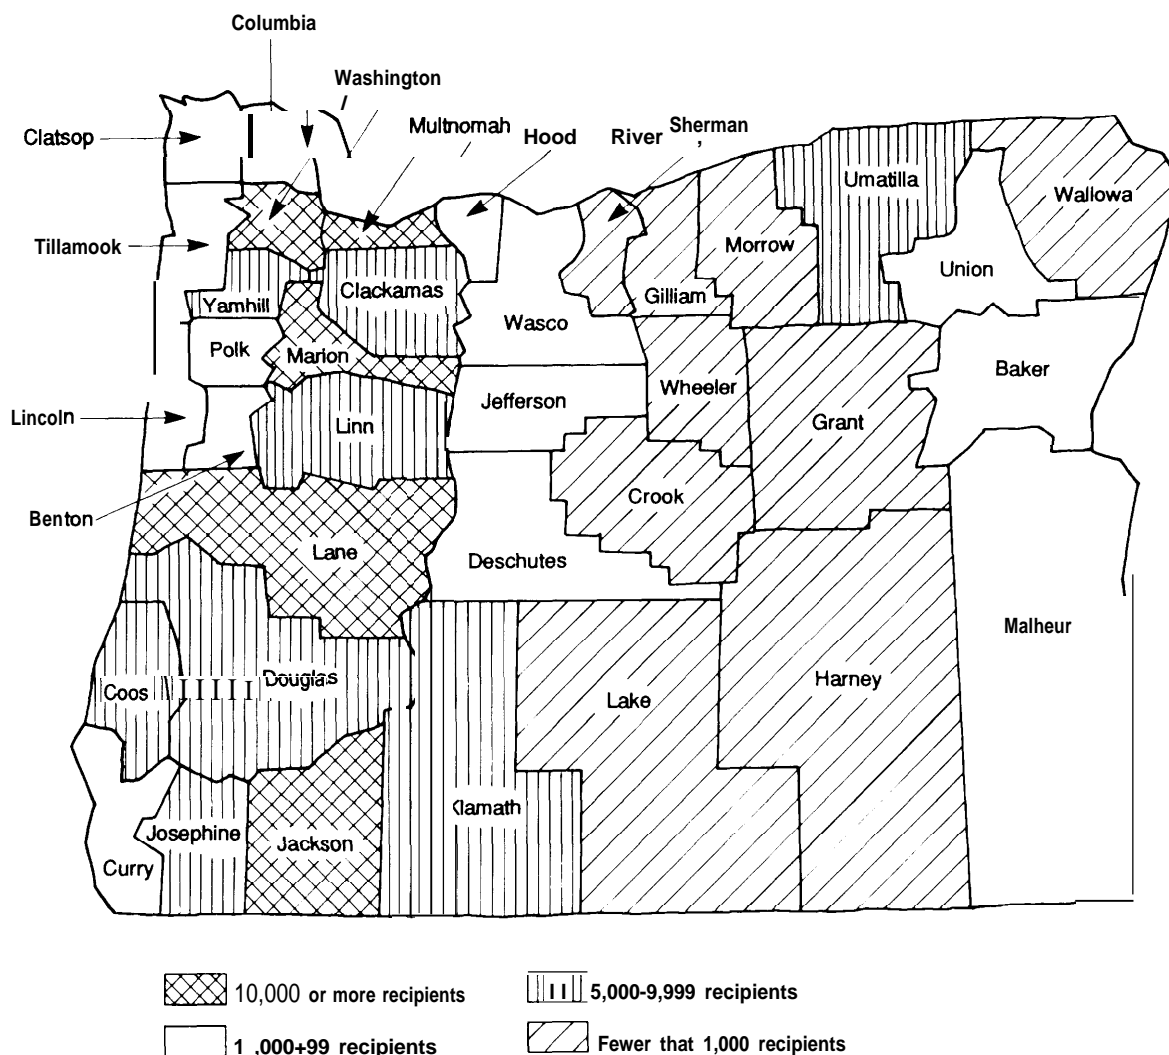 Columbia
Washington
Clatsop
Multnomah
Hood
River
Sherman
Umatilla
Wallowa
Tillamook
Morrow
Union
Yamhill
Clackamas
Gilliam
Wasco
Polk
Marion
Baker
Wheeler
Jefferson
Lincoln
Linn
Grant
Crook
Benton
Lane
Deschutes
Malheur
Coos
Douglas
Lake
Harney
Klamath
Josephine
Jackson
Curry
10,000 or more recipients
5,000-9,999 recipients
1 ,000+99 recipients
Fewer that 1,000 recipients